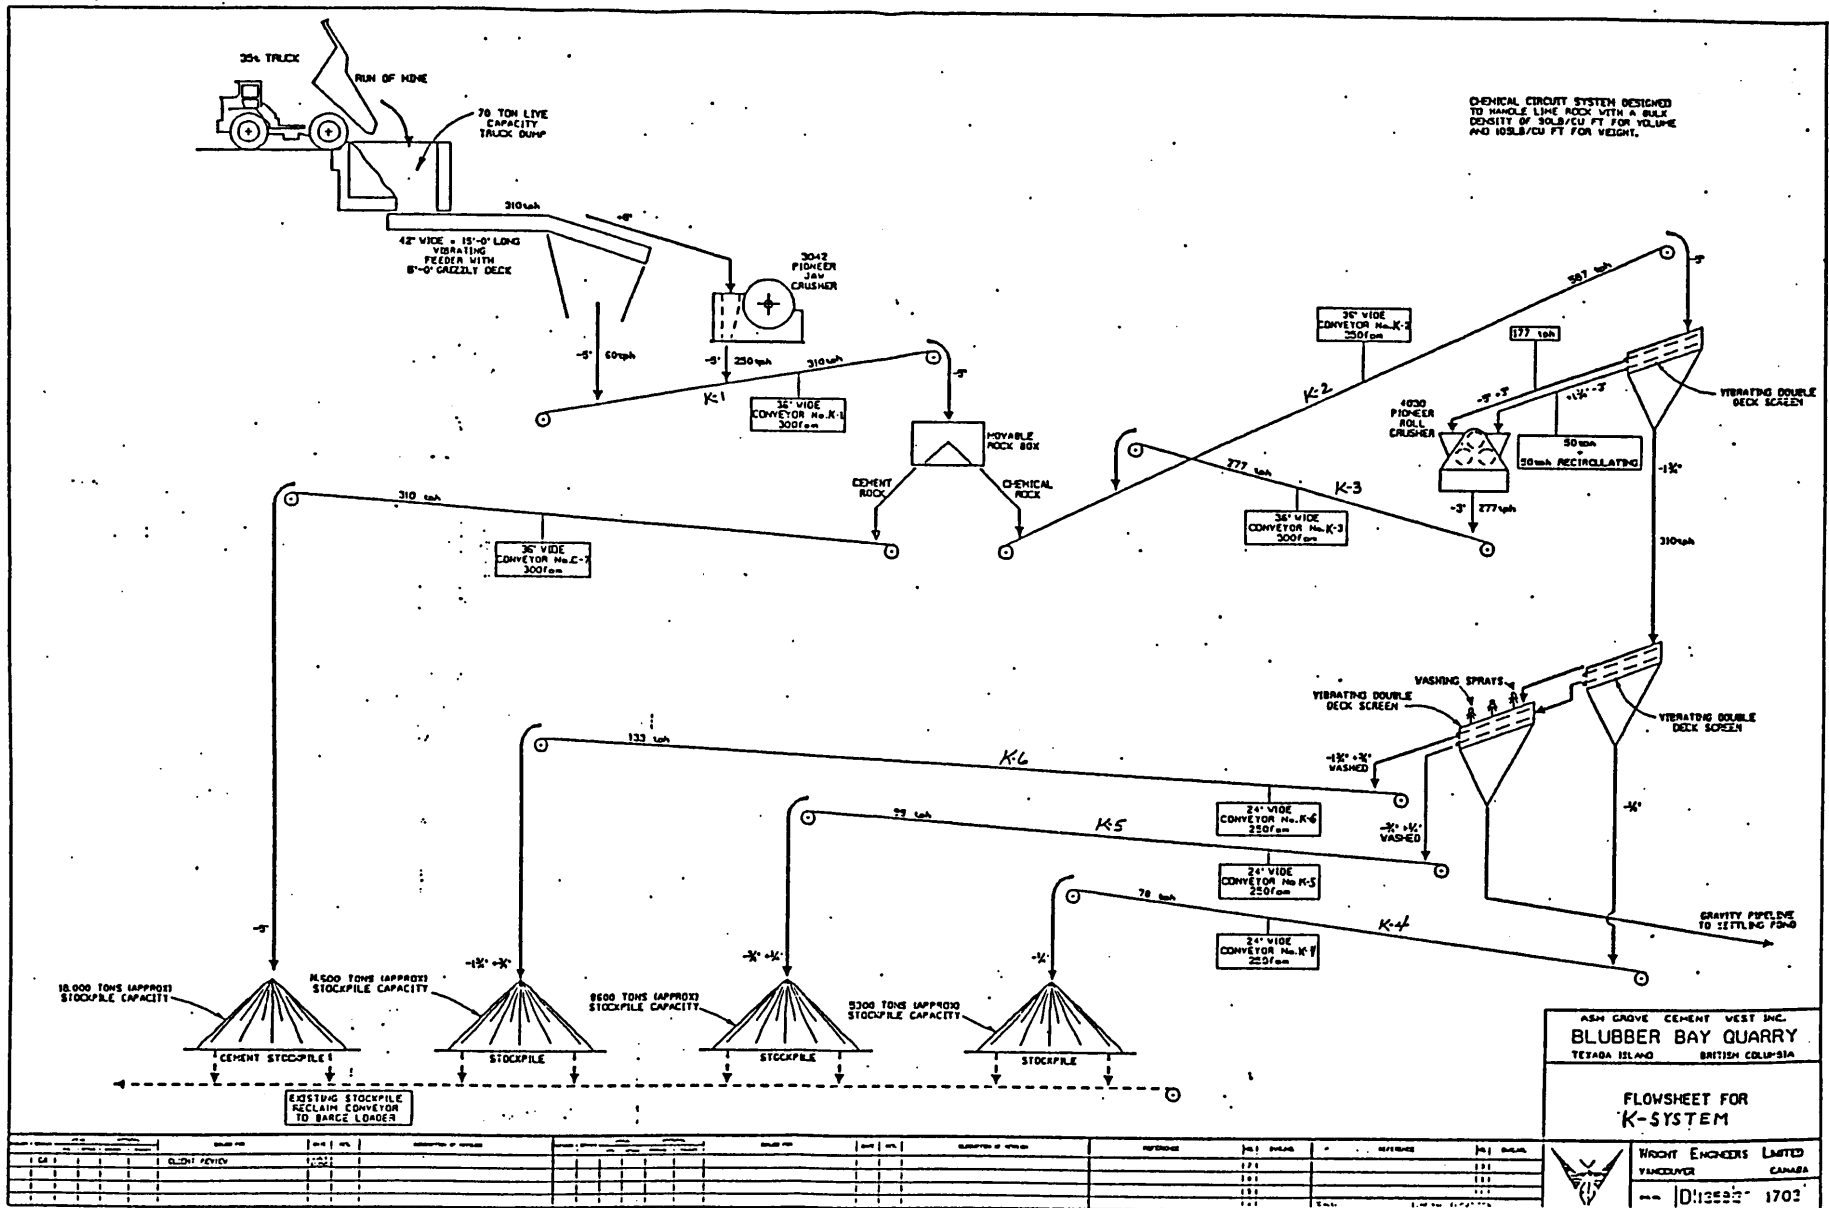 35t TRUCK
RUN OF MINE
70 TON LIVE
CAPACITY
TRUCK DUMP
CHEMICAL CIRCUIT SYSTEM DESIGNED
TO HANDLE LIME ROCK WITH A BULK
DENSITY OF 90LB/CU FT FOR VOLUME
AND 105LB/CU FT FOR WEIGHT.
310tph
42" WIDE × 15'-0" LONG
VIBRATING
FEEDER WITH
GRIZZLY DECK
3042
PIONEER
JAW
CRUSHER
-5" 60tph
-5" 250tph
310tph
K-1
36" WIDE
CONVEYOR No.K-1
300fpm
-5"
MOVABLE
ROCK BOX
CEMENT
ROCK
CHEMICAL
ROCK
587 tph
-5"
36" WIDE
CONVEYOR No.K-2
350fpm
K-2
177 tph
-5" +3"
+1¾" -3"
VIBRATING DOUBLE
DECK SCREEN
4030
PIONEER
ROLL
CRUSHER
50tph
+
50tph RECIRCULATING
-1¾"
277 tph
K-3
36" WIDE
CONVEYOR No.K-3
300fpm
-3" 277tph
310tph
310 tph
36" WIDE
CONVEYOR No.C-7
300fpm
WASHING SPRAYS
VIBRATING DOUBLE
DECK SCREEN
VIBRATING DOUBLE
DECK SCREEN
133 tph
K-6
-1¾" +¾"
WASHED
24" WIDE
CONVEYOR No.K-6
250fpm
99 tph
K-5
-¾" +¼"
WASHED
24" WIDE
CONVEYOR No.K-5
250fpm
-¼"
78 tph
K-4
24" WIDE
CONVEYOR No.K-4
250fpm
GRAVITY PIPELINE
TO SETTLING POND
-5"
-1¾" +¾"
-¾" +¼"
-¼"
18,000 TONS (APPROX)
STOCKPILE CAPACITY
14,500 TONS (APPROX)
STOCKPILE CAPACITY
8600 TONS (APPROX)
STOCKPILE CAPACITY
5300 TONS (APPROX)
STOCKPILE CAPACITY
CEMENT STOCKPILE
STOCKPILE
STOCKPILE
STOCKPILE
EXISTING STOCKPILE
RECLAIM CONVEYOR
TO BARGE LOADER
ASH GROVE CEMENT WEST INC.
BLUBBER BAY QUARRY
TEXADA ISLAND BRITISH COLUMBIA
FLOWSHEET FOR
K-SYSTEM
CLIENT REVIEW
REFERENCE
REFERENCE
WRIGHT ENGINEERS LIMITED
VANCOUVER CANADA
1703